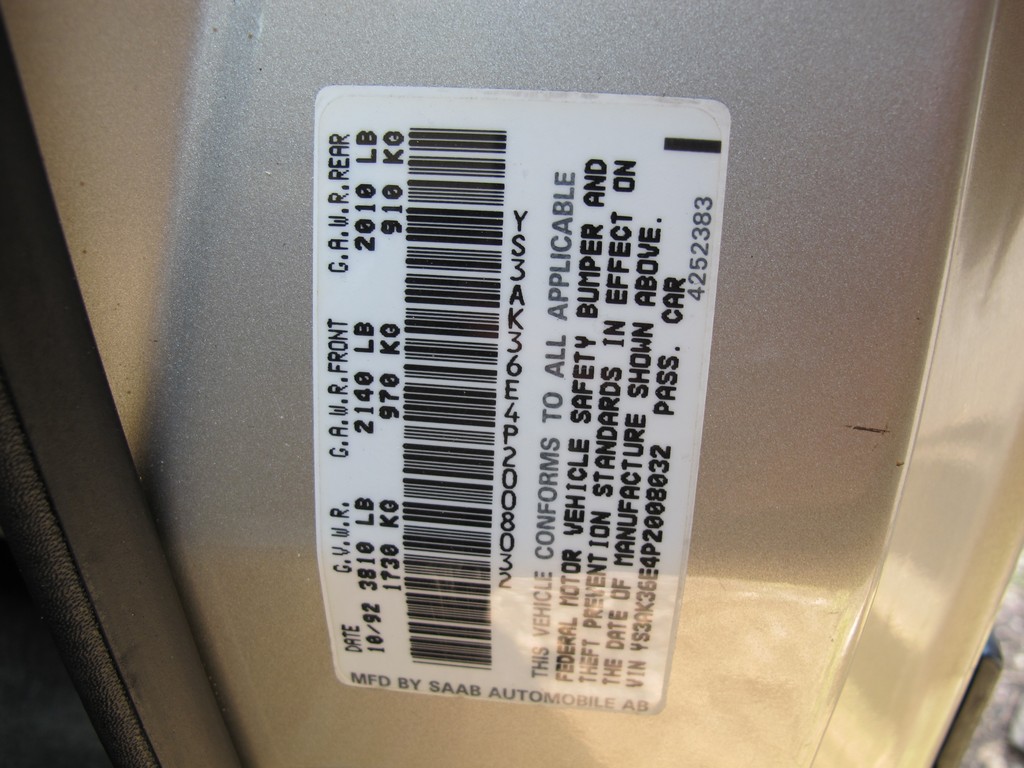 DATE G.V.W.R. G.A.W.R.FRONT G.A.W.R.REAR
10/92 3810 LB 2140 LB 2010 LB
1730 KG 970 KG 910 KG
YS3AK36E4P2008032
THIS VEHICLE CONFORMS TO ALL APPLICABLE
FEDERAL MOTOR VEHICLE SAFETY BUMPER AND
THEFT PREVENTION STANDARDS IN EFFECT ON
THE DATE OF MANUFACTURE SHOWN ABOVE.
VIN YS3AK36E4P2008032 PASS. CAR
4252383
MFD BY SAAB AUTOMOBILE AB